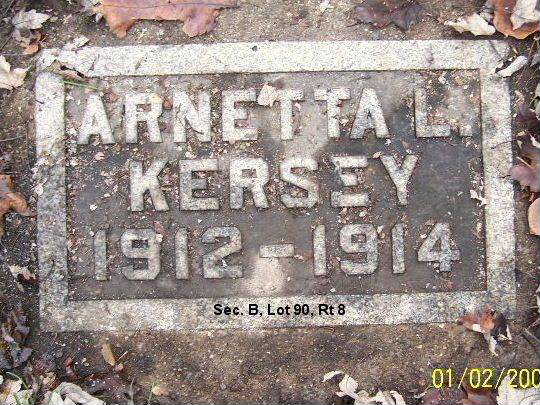 ARNETTA L.
KERSEY
1912-1914
Sec. B, Lot 90, Rt 8